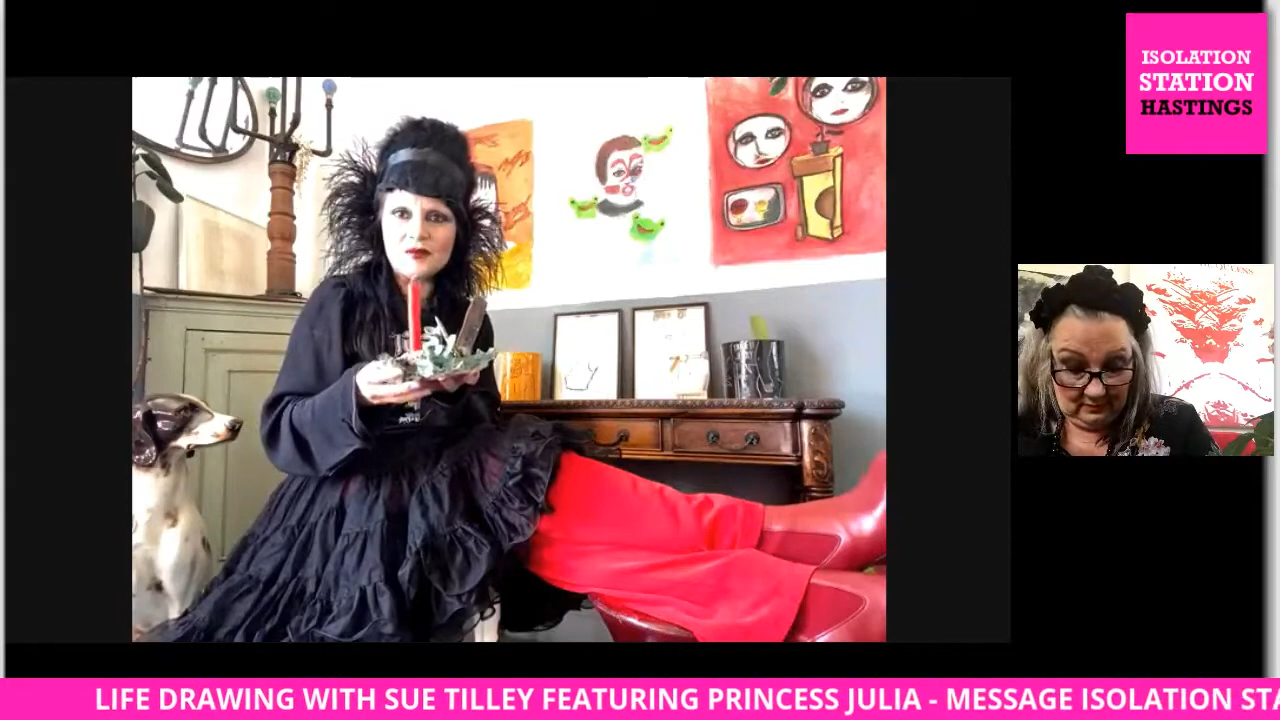 ISOLATION
STATION
HASTINGS
LIFE DRAWING WITH SUE TILLEY FEATURING PRINCESS JULIA - MESSAGE ISOLATION STA